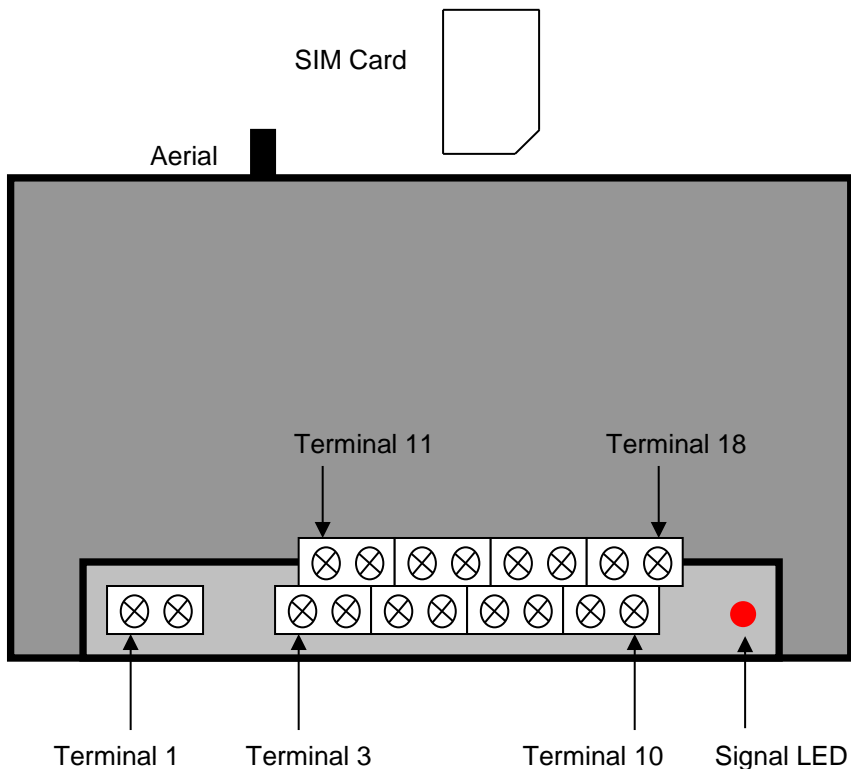 SIM Card
Aerial
Terminal 11
Terminal 18
Terminal 1
Terminal 3
Terminal 10
Signal LED